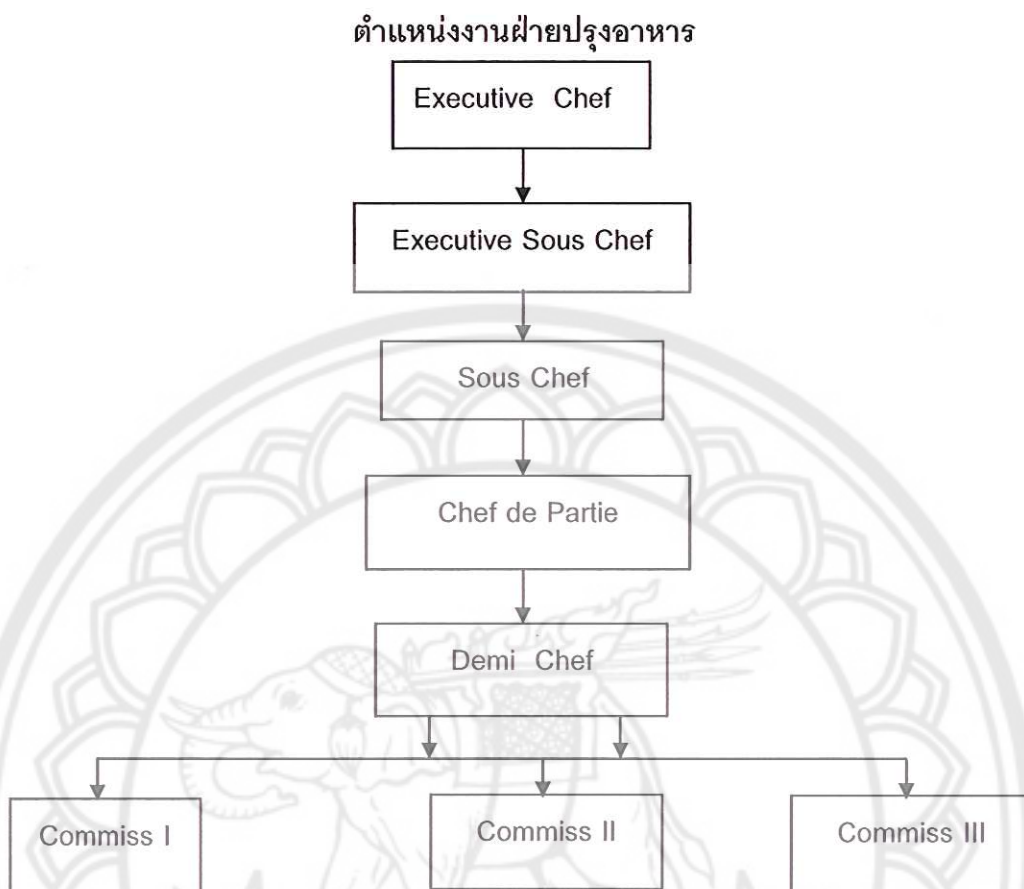 ตำแหน่งงานฝ่ายปรุงอาหาร
Executive Chef
Executive Sous Chef
Sous Chef
Chef de Partie
Demi Chef
Commiss I
Commiss II
Commiss III